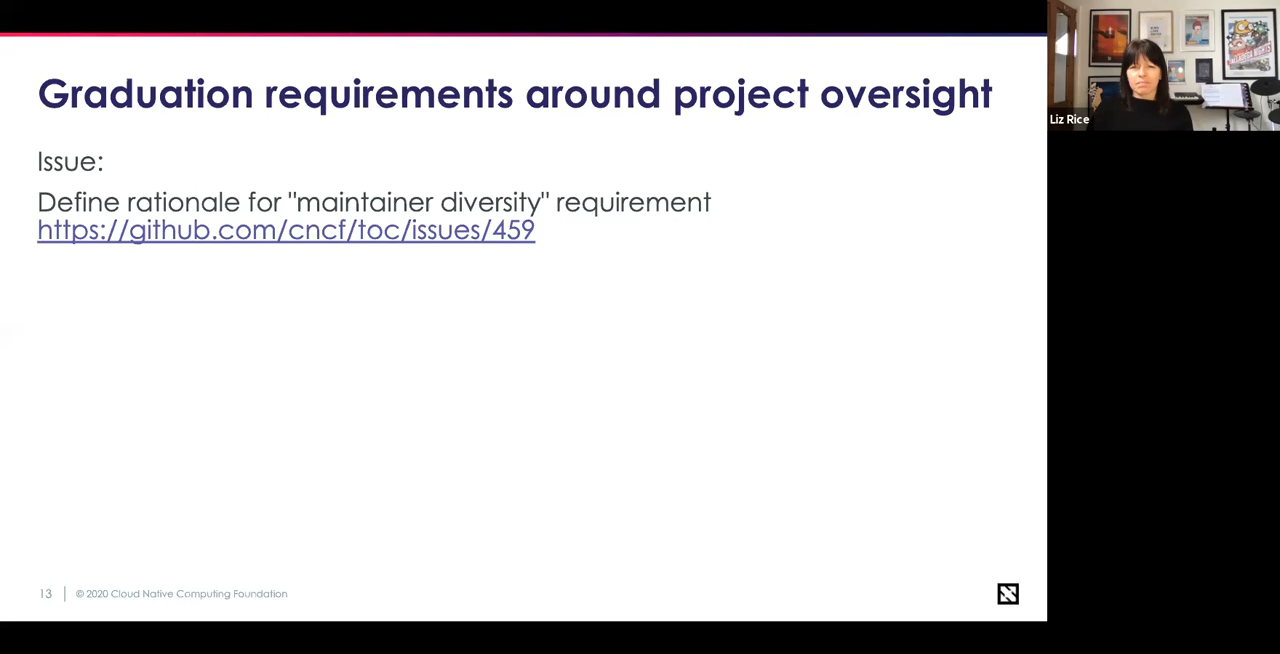 Graduation requirements around project oversight
Liz Rice
Issue:
Define rationale for "maintainer diversity" requirement
https://github.com/cncf/toc/issues/459
13
© 2020 Cloud Native Computing Foundation